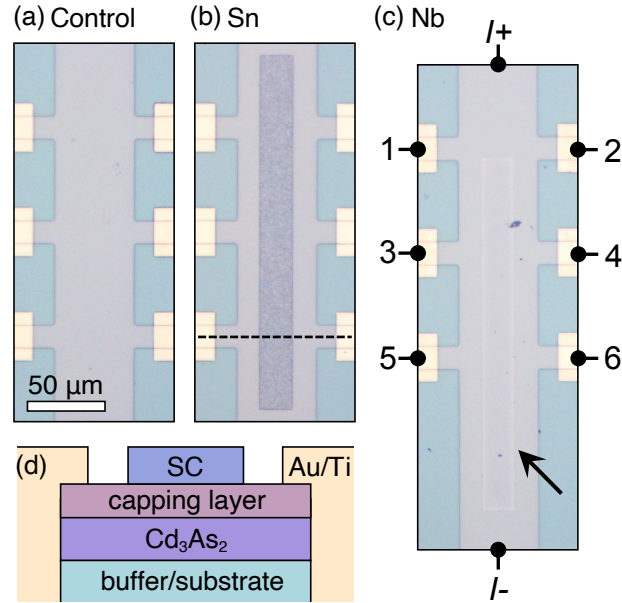 (a) Control
(b) Sn
(c) Nb
I+
1
2
3
4
5
6
50 μm
I-
(d)
SC
Au/Ti
capping layer
Cd₃As₂
buffer/substrate